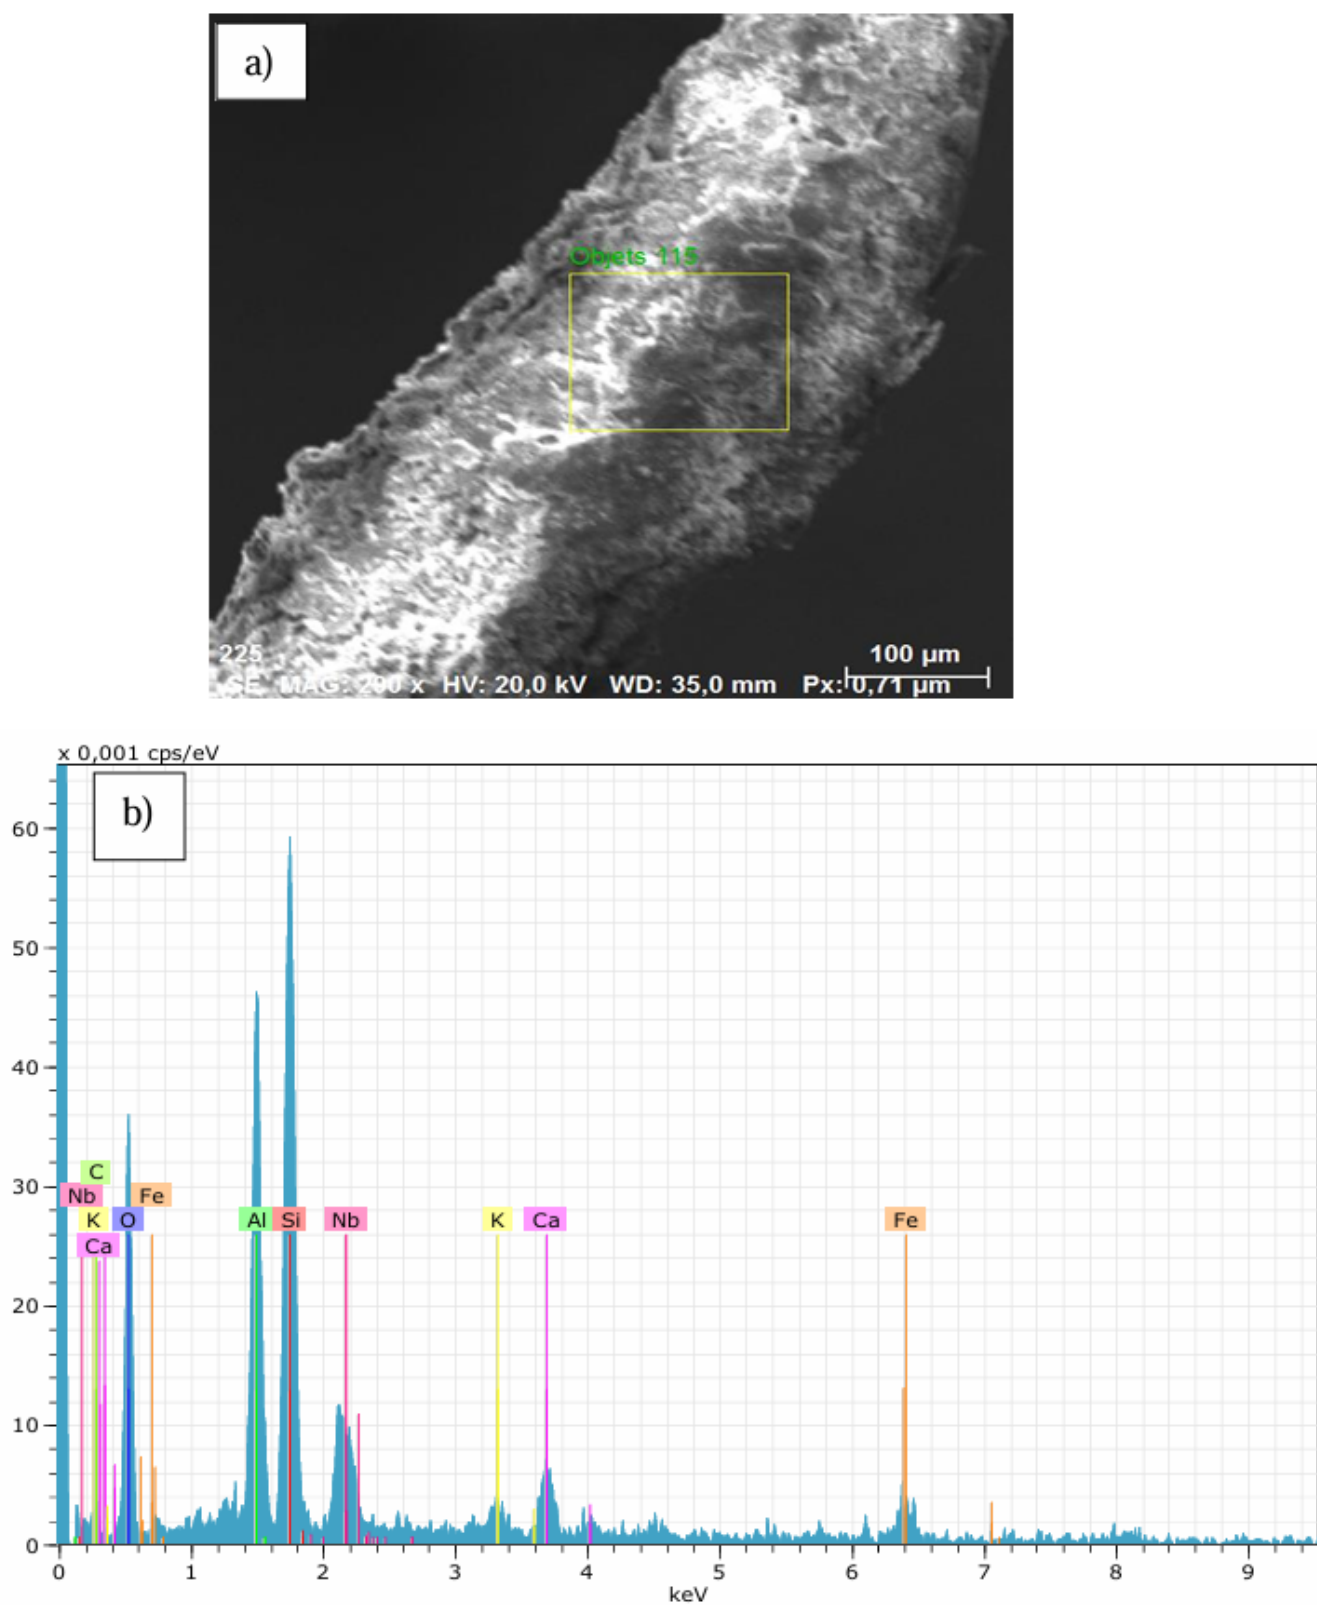 a)
Objets 115
225
100 µm
SE MAG: 200 x HV: 20,0 kV WD: 35,0 mm Px: 0,71 µm
x 0,001 cps/eV
b)
60
50
40
30
20
10
0
C
Nb Fe
K O Al Si Nb K Ca Fe
Ca
0 1 2 3 4 5 6 7 8 9
keV